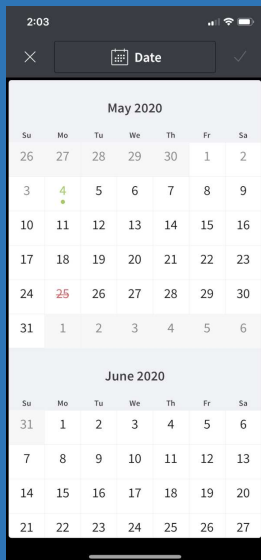 2:03
Date
May 2020
Su Mo Tu We Th Fr Sa
26 27 28 29 30 1 2
3 4 5 6 7 8 9
10 11 12 13 14 15 16
17 18 19 20 21 22 23
24 25 26 27 28 29 30
31 1 2 3 4 5 6
June 2020
Su Mo Tu We Th Fr Sa
31 1 2 3 4 5 6
7 8 9 10 11 12 13
14 15 16 17 18 19 20
21 22 23 24 25 26 27